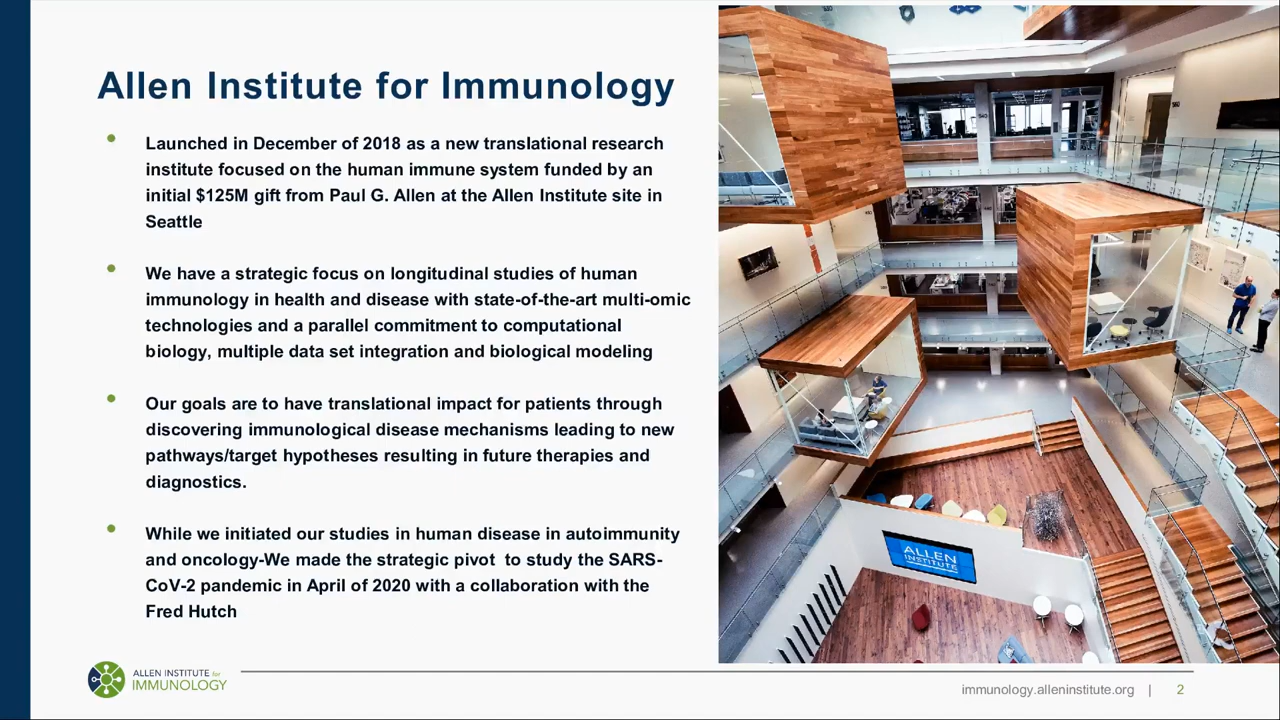 Allen Institute for Immunology
Launched in December of 2018 as a new translational research
institute focused on the human immune system funded by an
initial $125M gift from Paul G. Allen at the Allen Institute site in
Seattle
We have a strategic focus on longitudinal studies of human
immunology in health and disease with state-of-the-art multi-omic
technologies and a parallel commitment to computational
biology, multiple data set integration and biological modeling
Our goals are to have translational impact for patients through
discovering immunological disease mechanisms leading to new
pathways/target hypotheses resulting in future therapies and
diagnostics.
While we initiated our studies in human disease in autoimmunity
and oncology-We made the strategic pivot  to study the SARS-
CoV-2 pandemic in April of 2020 with a collaboration with the
Fred Hutch
ALLEN
INSTITUTE
ALLEN INSTITUTE for
IMMUNOLOGY
immunology.alleninstitute.org | 2